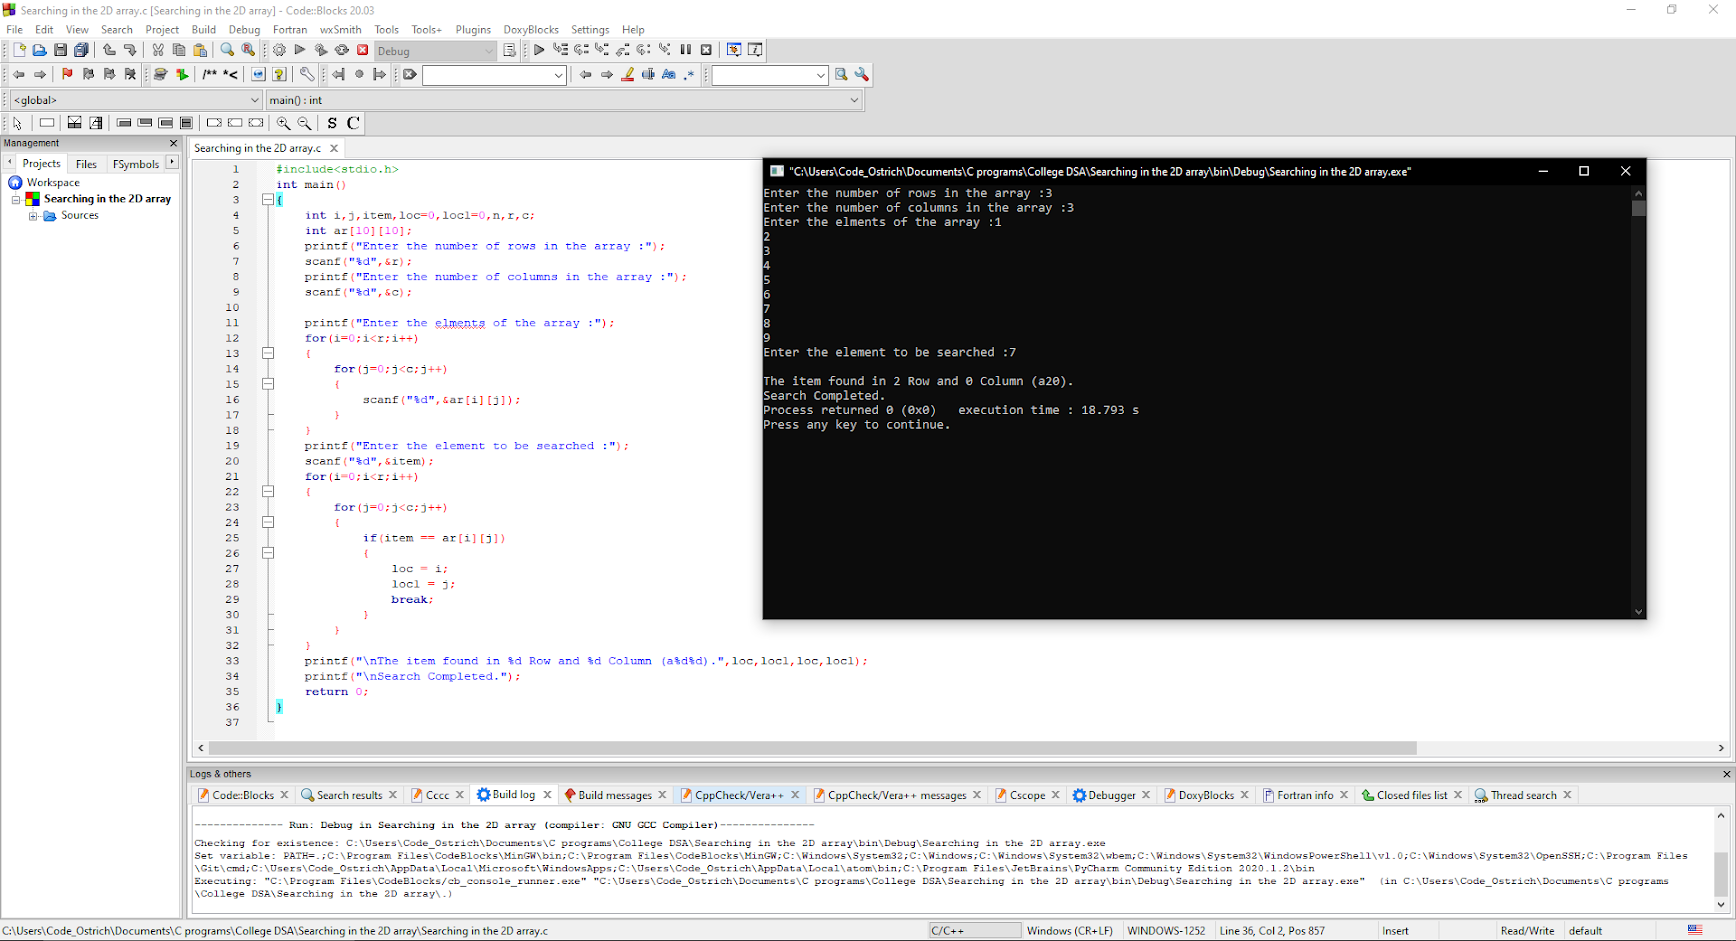 Searching in the 2D array.c [Searching in the 2D array] - Code::Blocks 20.03
File Edit View Search Project Build Debug Fortran wxSmith Tools Tools+ Plugins DoxyBlocks Settings Help
Debug
/** *< Aa .*
<global> main() : int
S C
Management
Projects Files FSymbols
Workspace
Searching in the 2D array
Sources
Searching in the 2D array.c
1 #include<stdio.h>
2 int main()
3 {
4 int i,j,item,loc=0,loc1=0,n,r,c;
5 int ar[10][10];
6 printf("Enter the number of rows in the array :");
7 scanf("%d",&r);
8 printf("Enter the number of columns in the array :");
9 scanf("%d",&c);
10
11 printf("Enter the elments of the array :");
12 for(i=0;i<r;i++)
13 {
14 for(j=0;j<c;j++)
15 {
16 scanf("%d",&ar[i][j]);
17 }
18 }
19 printf("Enter the element to be searched :");
20 scanf("%d",&item);
21 for(i=0;i<r;i++)
22 {
23 for(j=0;j<c;j++)
24 {
25 if(item == ar[i][j])
26 {
27 loc = i;
28 loc1 = j;
29 break;
30 }
31 }
32 }
33 printf("\nThe item found in %d Row and %d Column (a%d%d).",loc,loc1,loc,loc1);
34 printf("\nSearch Completed.");
35 return 0;
36 }
37
"C:\Users\Code_Ostrich\Documents\C programs\College DSA\Searching in the 2D array\bin\Debug\Searching in the 2D array.exe"
Enter the number of rows in the array :3
Enter the number of columns in the array :3
Enter the elments of the array :1
2
3
4
5
6
7
8
9
Enter the element to be searched :7
The item found in 2 Row and 0 Column (a20).
Search Completed.
Process returned 0 (0x0) execution time : 18.793 s
Press any key to continue.
Logs & others
Code::Blocks Search results Cccc Build log Build messages CppCheck/Vera++ CppCheck/Vera++ messages Cscope Debugger DoxyBlocks Fortran info Closed files list Thread search
-------------- Run: Debug in Searching in the 2D array (compiler: GNU GCC Compiler)---------------
Checking for existence: C:\Users\Code_Ostrich\Documents\C programs\College DSA\Searching in the 2D array\bin\Debug\Searching in the 2D array.exe
Set variable: PATH=.;C:\Program Files\CodeBlocks\MinGW\bin;C:\Program Files\CodeBlocks\MinGW;C:\Windows\System32;C:\Windows;C:\Windows\System32\wbem;C:\Windows\System32\WindowsPowerShell\v1.0;C:\Windows\System32\OpenSSH;C:\Program Files
\Git\cmd;C:\Users\Code_Ostrich\AppData\Local\Microsoft\WindowsApps;C:\Users\Code_Ostrich\AppData\Local\atom\bin;C:\Program Files\JetBrains\PyCharm Community Edition 2020.1.2\bin
Executing: "C:\Program Files\CodeBlocks/cb_console_runner.exe" "C:\Users\Code_Ostrich\Documents\C programs\College DSA\Searching in the 2D array\bin\Debug\Searching in the 2D array.exe" (in C:\Users\Code_Ostrich\Documents\C programs
\College DSA\Searching in the 2D array\.)
C:\Users\Code_Ostrich\Documents\C programs\College DSA\Searching in the 2D array\Searching in the 2D array.c C/C++ Windows (CR+LF) WINDOWS-1252 Line 36, Col 2, Pos 857 Insert Read/Write default